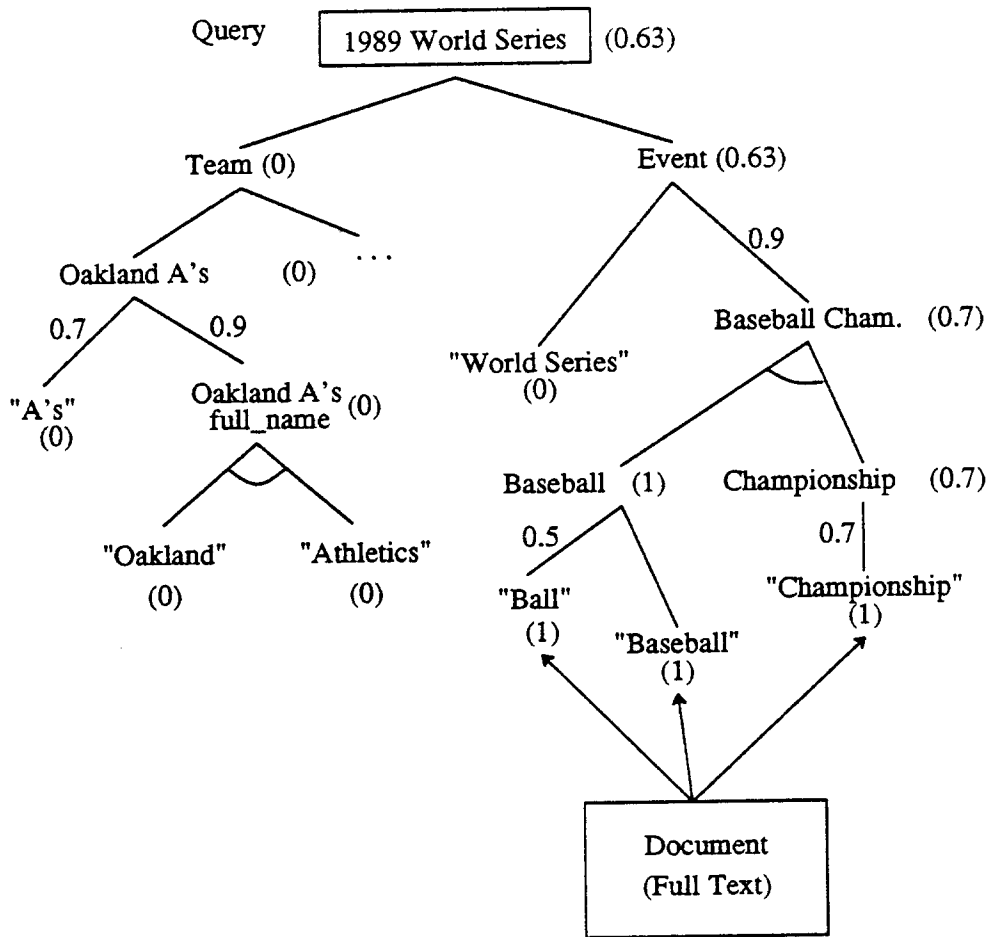 Query 1989 World Series (0.63)
Team (0) Event (0.63)
0.9
Oakland A's (0) ...
0.7 0.9 Baseball Cham. (0.7)
"World Series"
(0)
"A's"
(0)
Oakland A's (0)
full_name
Baseball (1) Championship (0.7)
0.5 0.7
"Oakland" "Athletics"
(0) (0)
"Ball"
(1)
"Championship"
(1)
"Baseball"
(1)
Document
(Full Text)